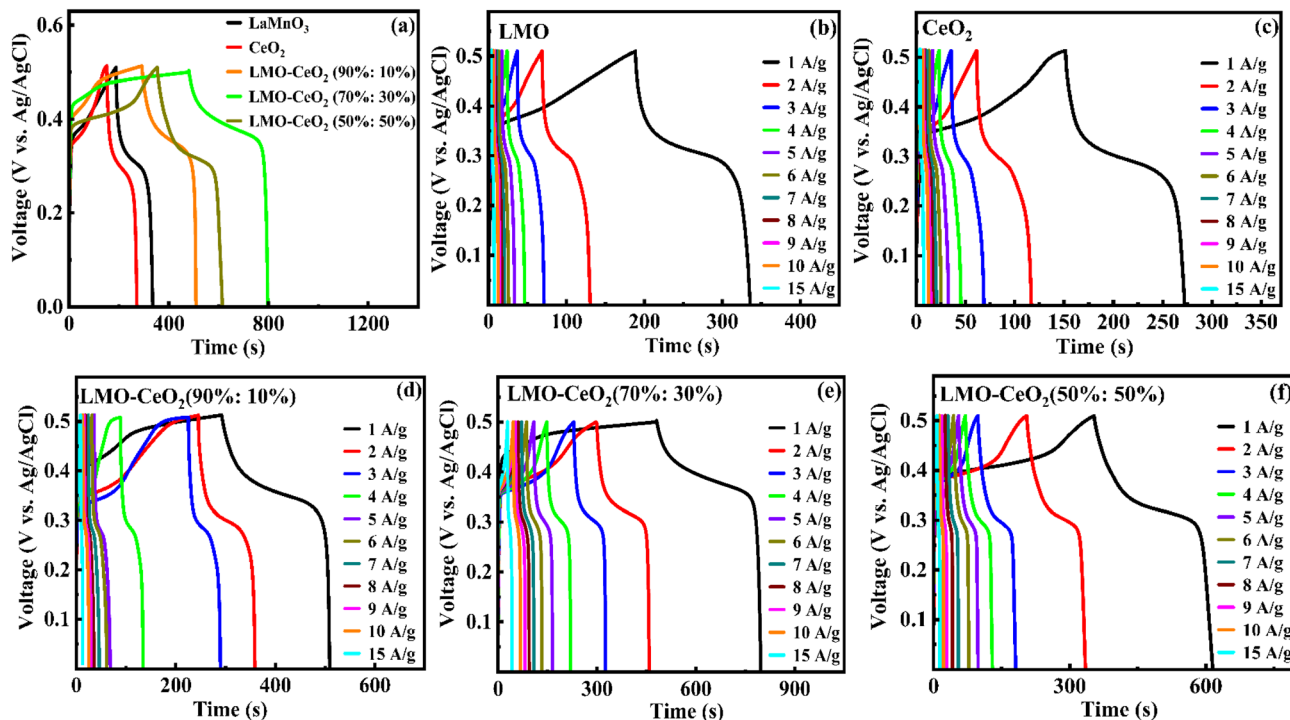 (a)
LaMnO3
CeO2
LMO-CeO2 (90%: 10%)
LMO-CeO2 (70%: 30%)
LMO-CeO2 (50%: 50%)
Voltage (V vs. Ag/AgCl)
0.6
0.4
0.2
0.0
0 400 800 1200
Time (s)
LMO (b)
1 A/g
2 A/g
3 A/g
4 A/g
5 A/g
6 A/g
7 A/g
8 A/g
9 A/g
10 A/g
15 A/g
Voltage (V vs. Ag/AgCl)
0.5
0.4
0.3
0.2
0.1
0 100 200 300 400
Time (s)
CeO2 (c)
1 A/g
2 A/g
3 A/g
4 A/g
5 A/g
6 A/g
7 A/g
8 A/g
9 A/g
10 A/g
15 A/g
Voltage (V vs. Ag/AgCl)
0.5
0.4
0.3
0.2
0.1
0 50 100 150 200 250 300 350
Time (s)
LMO-CeO2(90%: 10%) (d)
1 A/g
2 A/g
3 A/g
4 A/g
5 A/g
6 A/g
7 A/g
8 A/g
9 A/g
10 A/g
15 A/g
Voltage (V vs. Ag/AgCl)
0.5
0.4
0.3
0.2
0.1
0 200 400 600
Time (s)
LMO-CeO2(70%: 30%) (e)
1 A/g
2 A/g
3 A/g
4 A/g
5 A/g
6 A/g
7 A/g
8 A/g
9 A/g
10 A/g
15 A/g
Voltage (V vs. Ag/AgCl)
0.5
0.4
0.3
0.2
0.1
0 300 600 900
Time (s)
LMO-CeO2(50%: 50%) (f)
1 A/g
2 A/g
3 A/g
4 A/g
5 A/g
6 A/g
7 A/g
8 A/g
9 A/g
10 A/g
15 A/g
Voltage (V vs. Ag/AgCl)
0.5
0.4
0.3
0.2
0.1
0 300 600
Time (s)